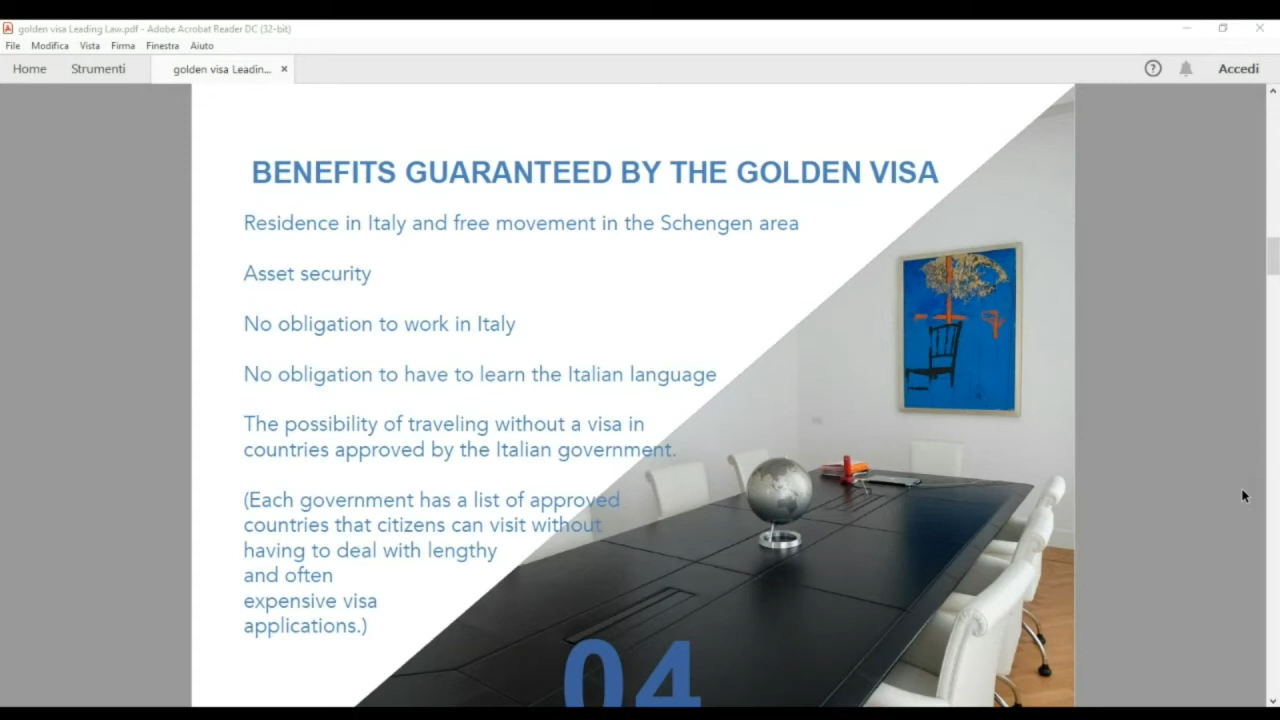 golden visa Leading Law.pdf - Adobe Acrobat Reader DC (32-bit)
File Modifica Vista Firma Finestra Aiuto
Home Strumenti golden visa Leadin... × Accedi
BENEFITS GUARANTEED BY THE GOLDEN VISA
Residence in Italy and free movement in the Schengen area
Asset security
No obligation to work in Italy
No obligation to have to learn the Italian language
The possibility of traveling without a visa in
countries approved by the Italian government.
(Each government has a list of approved
countries that citizens can visit without
having to deal with lengthy
and often
expensive visa
applications.)
04